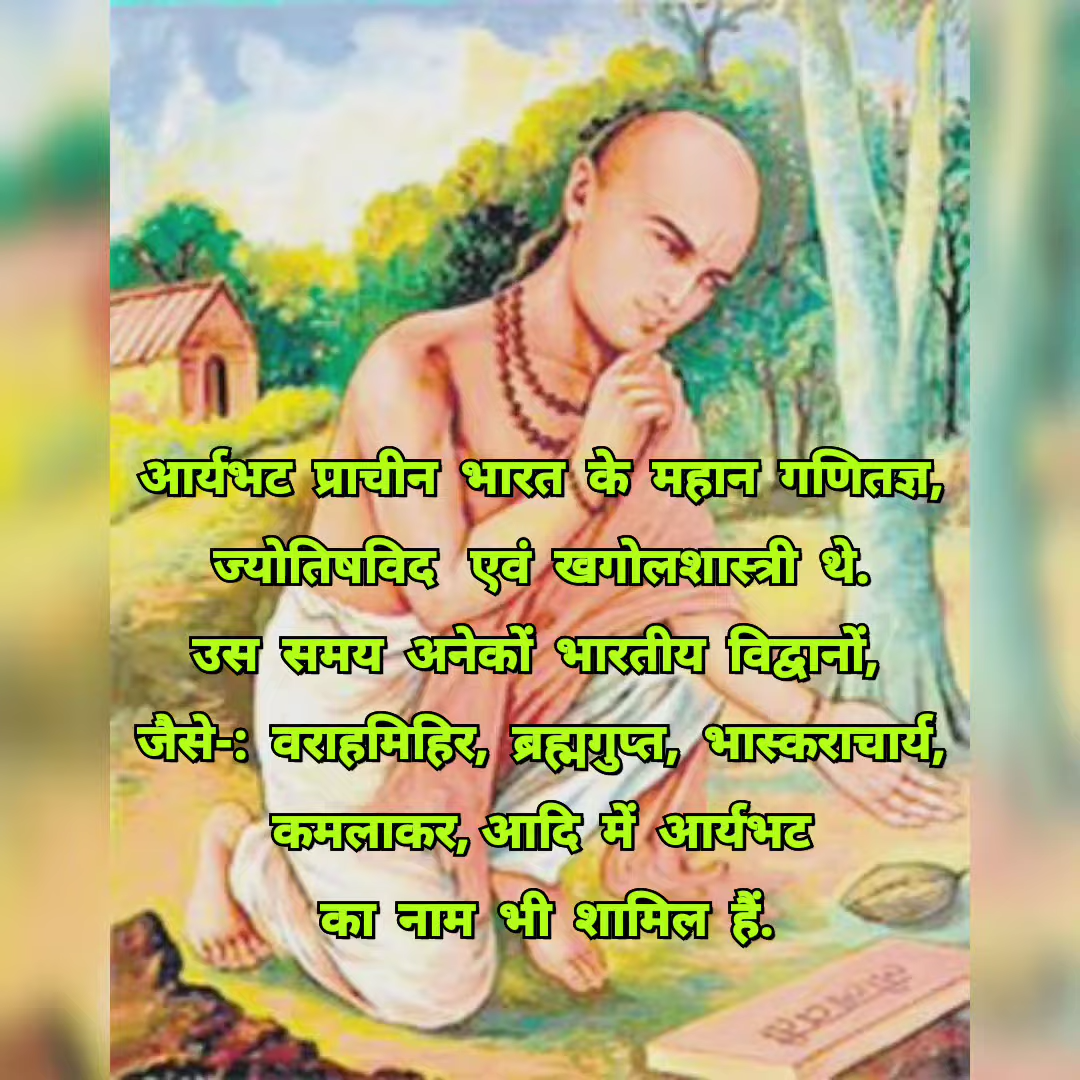 आर्यभट प्राचीन भारत के महान गणितज्ञ,
ज्योतिषविद एवं खगोलशास्त्री थे.
उस समय अनेकों भारतीय विद्वानों,
जैसे-: वराहमिहिर, ब्रह्मगुप्त, भास्कराचार्य,
कमलाकर, आदि में आर्यभट
का नाम भी शामिल हैं.